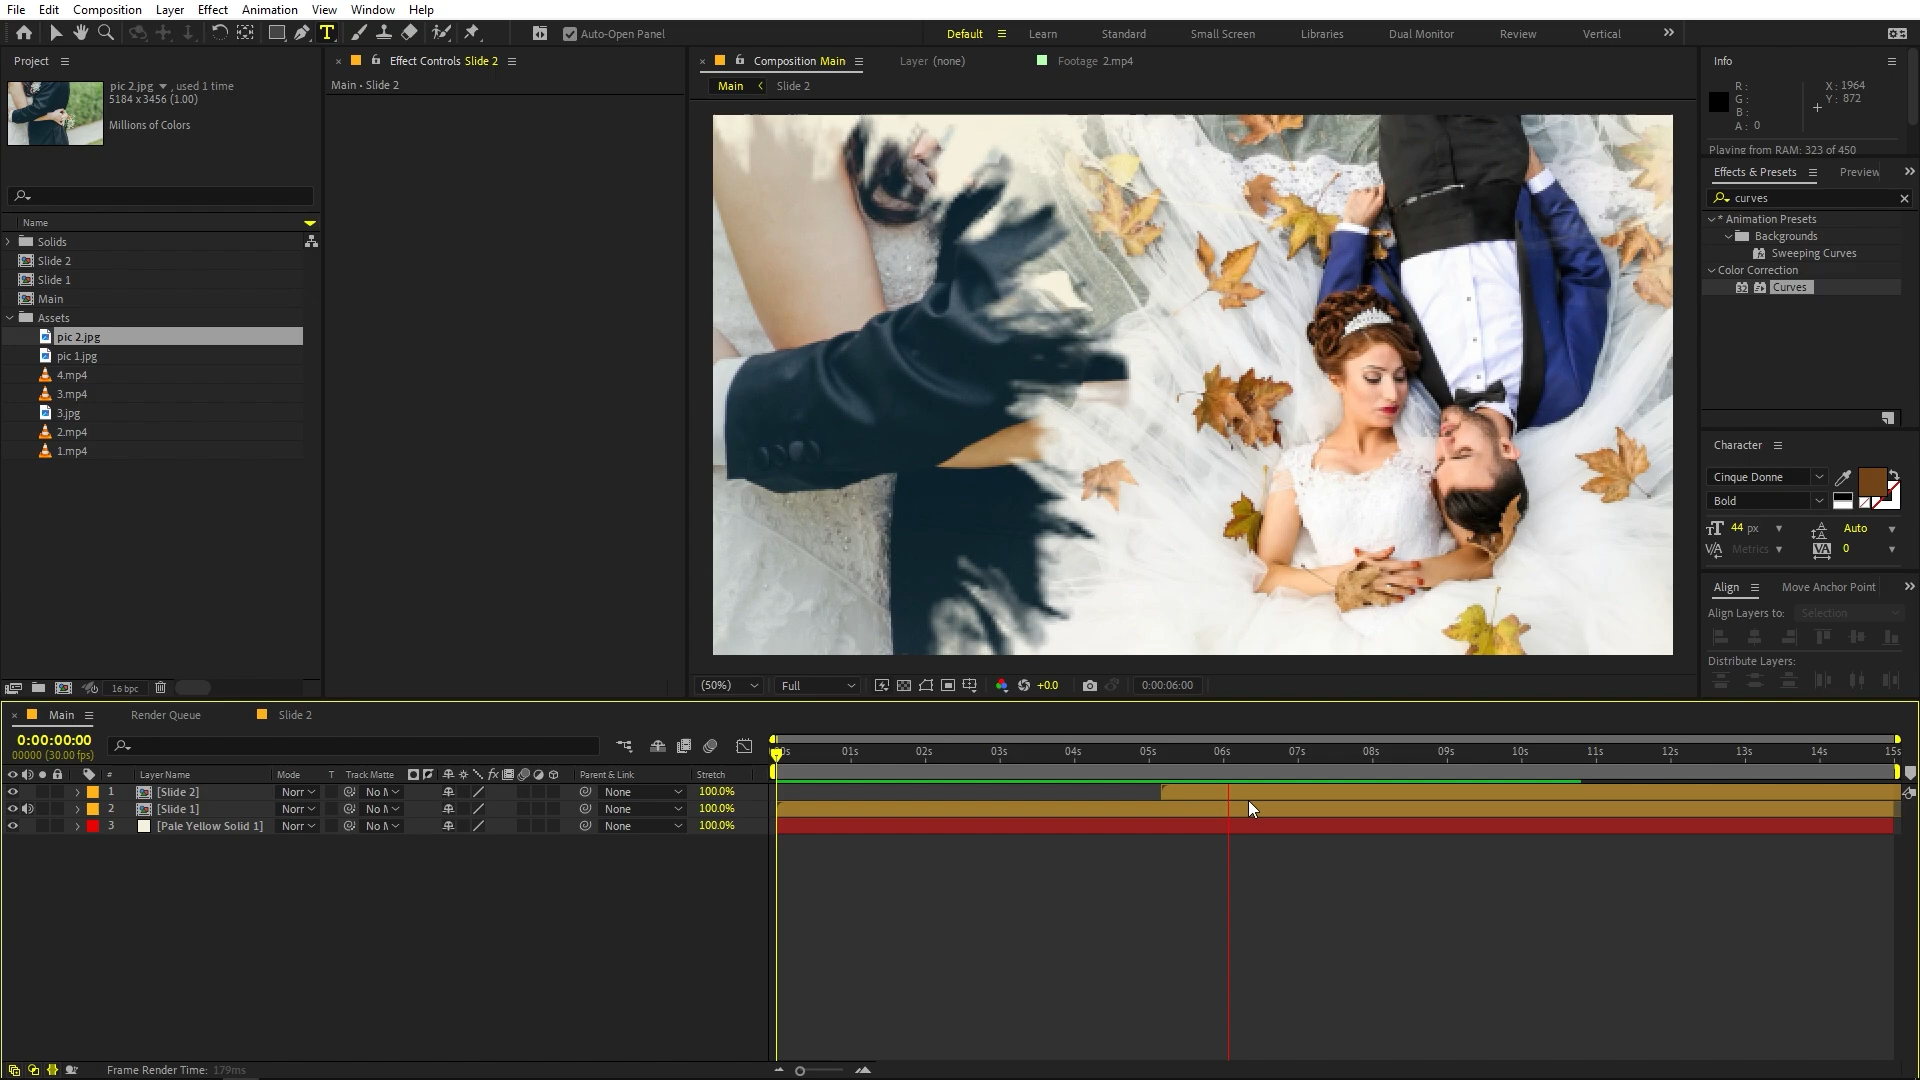 File Edit Composition Layer Effect Animation View Window Help
Auto-Open Panel
Default Learn Standard Small Screen Libraries Dual Monitor Review Vertical
Project
pic 2.jpg , used 1 time
5184 x 3456 (1.00)
Millions of Colors
Name
Solids
Slide 2
Slide 1
Main
Assets
pic 2.jpg
pic 1.jpg
4.mp4
3.mp4
3.jpg
2.mp4
1.mp4
16 bpc
Effect Controls Slide 2
Main • Slide 2
Composition Main Layer (none) Footage 2.mp4
Main Slide 2
(50%) Full +0.0 0:00:06:00
Info
R : X : 1964
G : Y : 872
B :
A : 0
Playing from RAM: 323 of 450
Effects & Presets Preview
curves
* Animation Presets
Backgrounds
Sweeping Curves
Color Correction
32 Curves
Character
Cinque Donne
Bold
44 px Auto
Metrics 0
Align Move Anchor Point
Align Layers to: Selection
Distribute Layers:
Main Render Queue Slide 2
0:00:00:00
00000 (30.00 fps)
01s 02s 03s 04s 05s 06s 07s 08s 09s 10s 11s 12s 13s 14s 15s
# Layer Name Mode T Track Matte Parent & Link Stretch
1 [Slide 2] Norr No None 100.0%
2 [Slide 1] Norr No None 100.0%
3 [Pale Yellow Solid 1] Norr No None 100.0%
Frame Render Time: 179ms